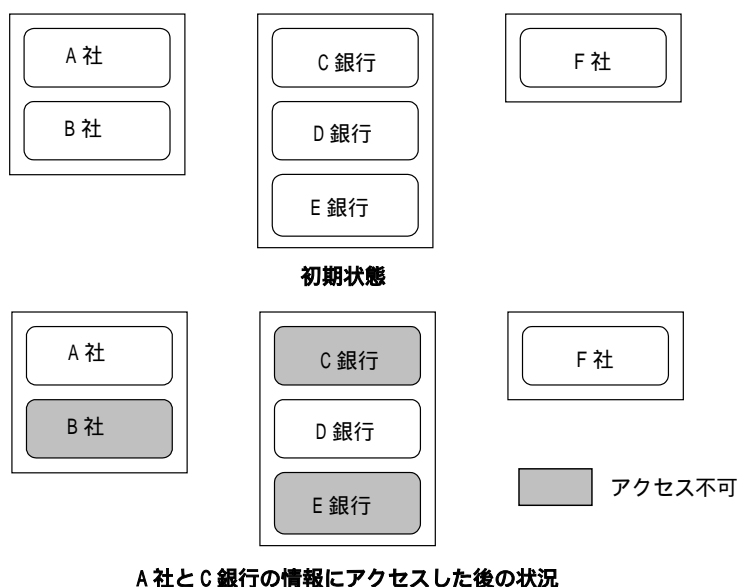 A社
B社
C銀行
D銀行
E銀行
F社
初期状態
A社
B社
C銀行
D銀行
E銀行
F社
アクセス不可
A社とC銀行の情報にアクセスした後の状況